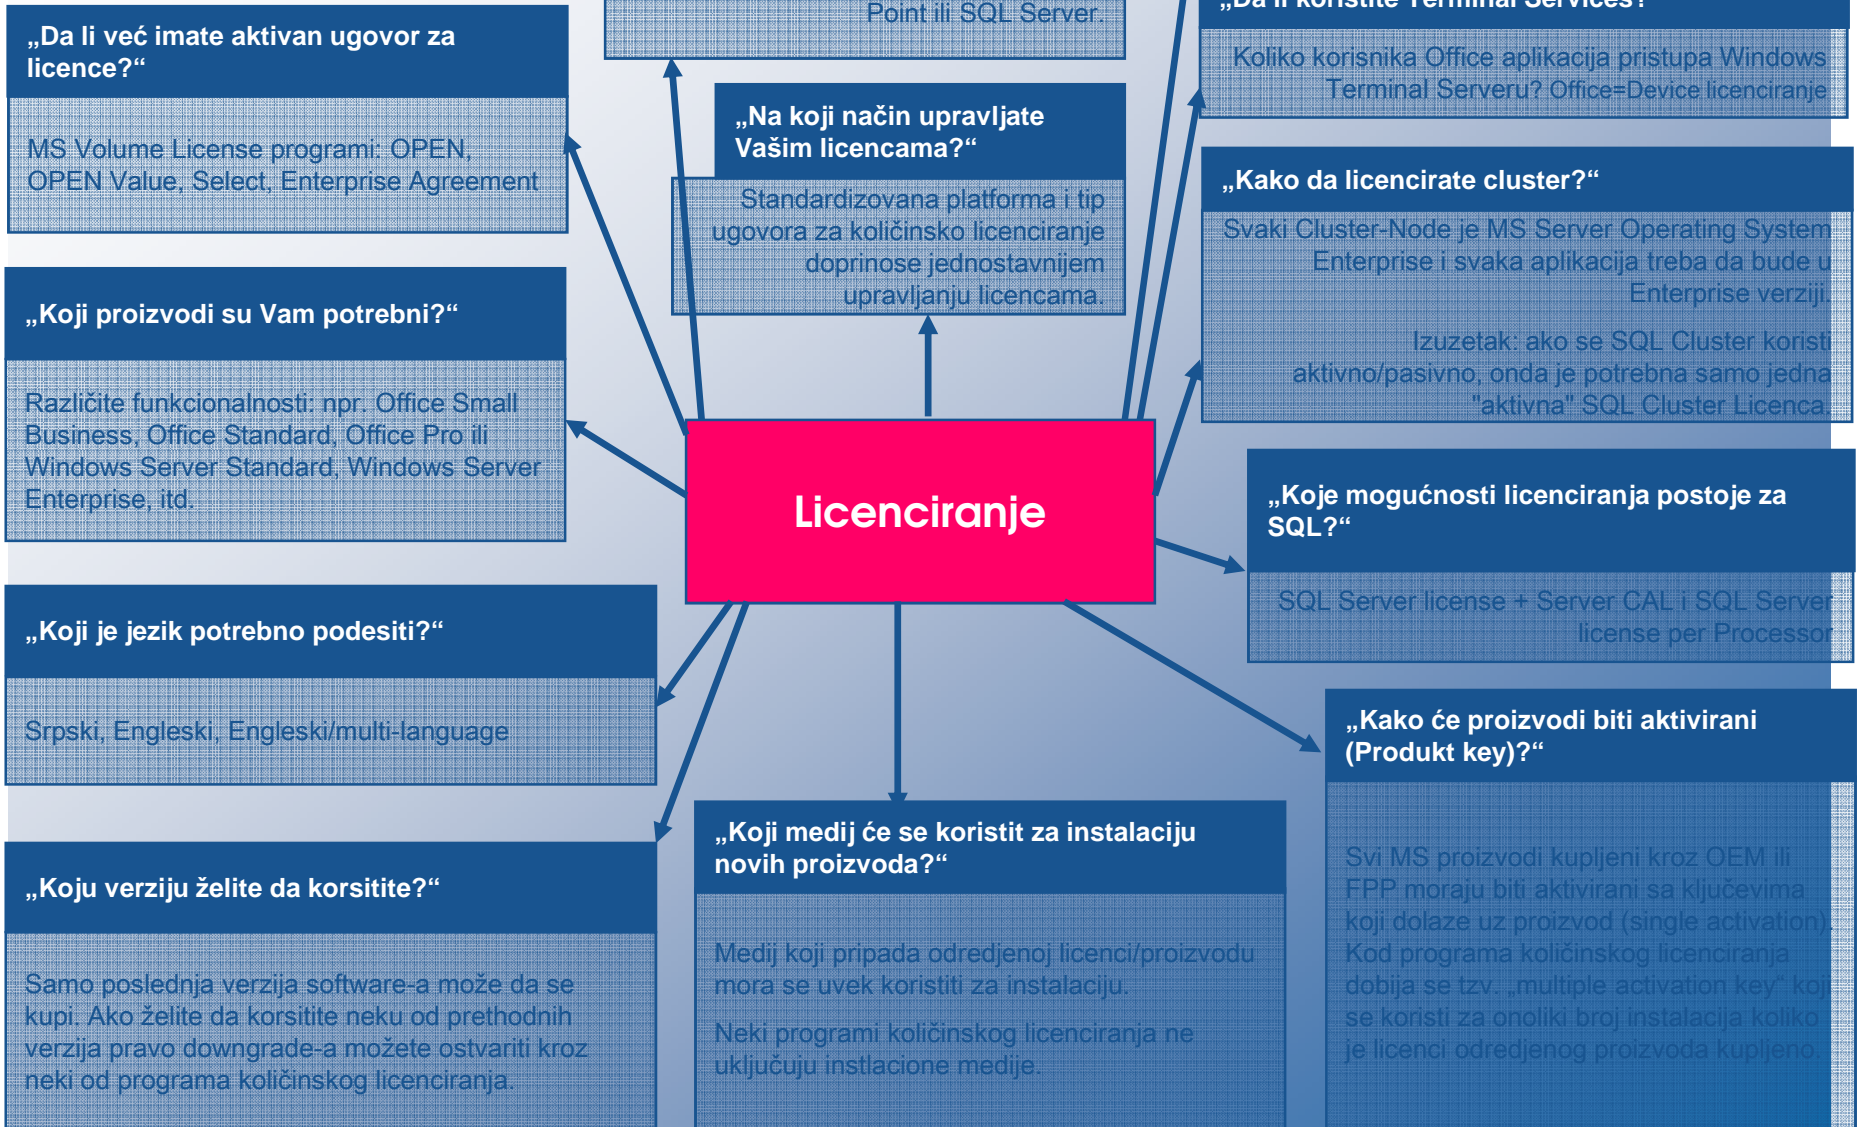 Point ili SQL Server.
„Da li koristite Terminal Services?“
Koliko korisnika Office aplikacija pristupa Windows
Terminal Serveru? Office=Device licenciranje
„Da li već imate aktivan ugovor za
licence?“
MS Volume License programi: OPEN,
OPEN Value, Select, Enterprise Agreement
„Na koji način upravljate
Vašim licencama?“
Standardizovana platforma i tip
ugovora za količinsko licenciranje
doprinose jednostavnijem
upravljanju licencama.
„Kako da licencirate cluster?“
Svaki Cluster-Node je MS Server Operating System
Enterprise i svaka aplikacija treba da bude u
Enterprise verziji.
Izuzetak: ako se SQL Cluster koristi
aktivno/pasivno, onda je potrebna samo jedna
"aktivna" SQL Cluster Licenca.
„Koji proizvodi su Vam potrebni?“
Različite funkcionalnosti: npr. Office Small
Business, Office Standard, Office Pro ili
Windows Server Standard, Windows Server
Enterprise, itd.
Licenciranje
„Koje mogućnosti licenciranja postoje za
SQL?“
SQL Server license + Server CAL i SQL Server
license per Processor
„Koji je jezik potrebno podesiti?“
Srpski, Engleski, Engleski/multi-language
„Kako će proizvodi biti aktivirani
(Produkt key)?“
Svi MS proizvodi kupljeni kroz OEM ili
FPP moraju biti aktivirani sa ključevima
koji dolaze uz proizvod (single activation).
Kod programa količinskog licenciranja
dobija se tzv. „multiple activation key“ koji
se koristi za onoliki broj instalacija koliko
je licenci odredjenog proizvoda kupljeno.
„Koju verziju želite da korsitite?“
Samo poslednja verzija software-a može da se
kupi. Ako želite da korsitite neku od prethodnih
verzija pravo downgrade-a možete ostvariti kroz
neki od programa količinskog licenciranja.
„Koji medij će se koristit za instalaciju
novih proizvoda?“
Medij koji pripada odredjenoj licenci/proizvodu
mora se uvek koristiti za instalaciju.
Neki programi količinskog licenciranja ne
uključuju instlacione medije.